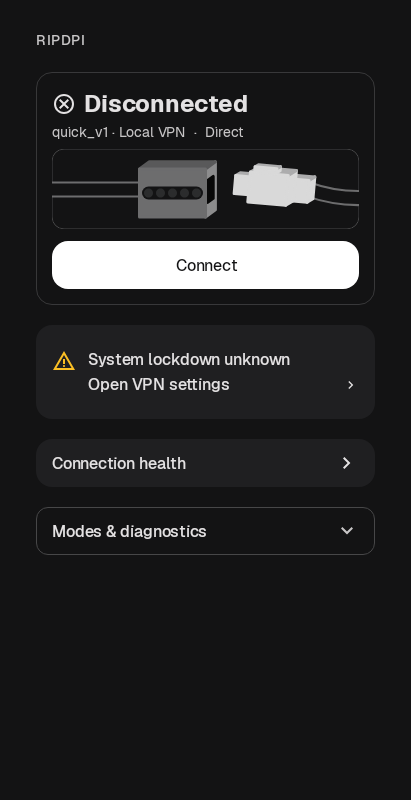 RIPDPI
Disconnected
quick_v1 · Local VPN · Direct
Connect
System lockdown unknown
Open VPN settings
Connection health
Modes & diagnostics